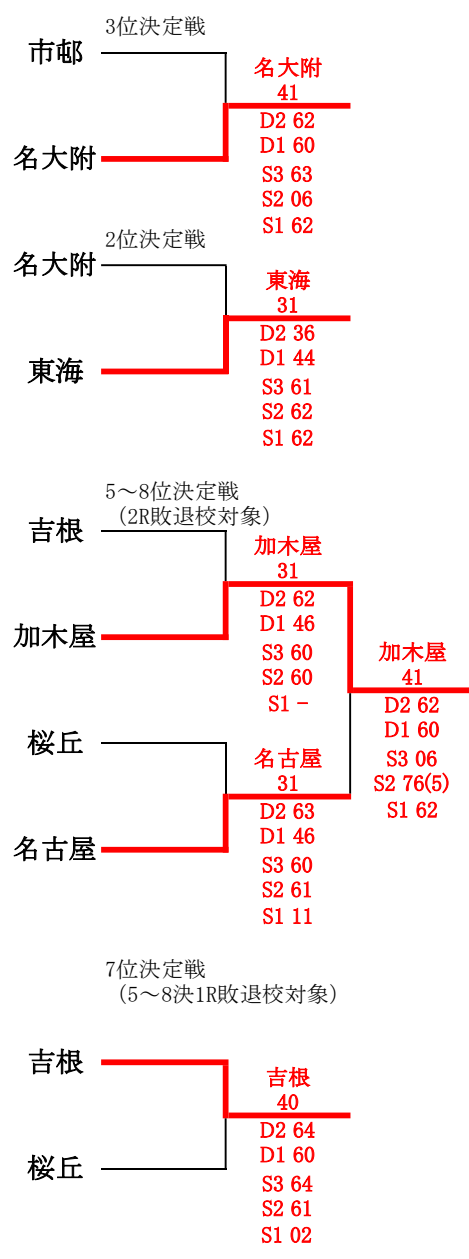 3位決定戦
市邨
名大附
41
D2 62
D1 60
S3 63
S2 06
S1 62
名大附
2位決定戦
名大附
東海
31
D2 36
D1 44
S3 61
S2 62
S1 62
東海
5～8位決定戦
(2R敗退校対象)
吉根
加木屋
31
D2 62
D1 46
S3 60
S2 60
S1 -
加木屋
加木屋
41
D2 62
D1 60
S3 06
S2 76(5)
S1 62
桜丘
名古屋
31
D2 63
D1 46
S3 60
S2 61
S1 11
名古屋
7位決定戦
(5～8決1R敗退校対象)
吉根
吉根
40
D2 64
D1 60
S3 64
S2 61
S1 02
桜丘